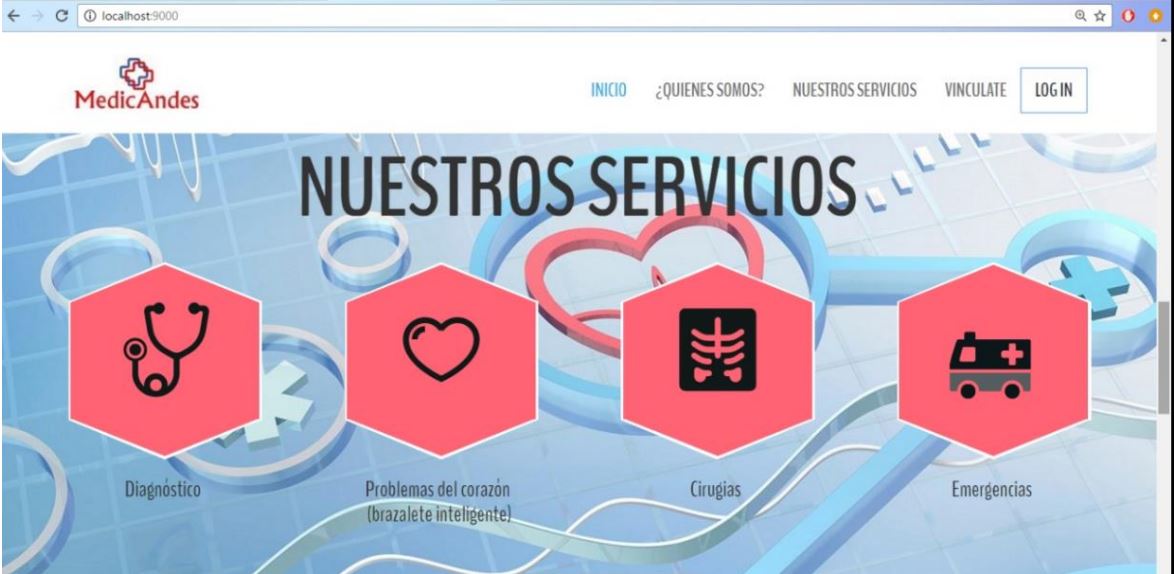 localhost:9000
MedicAndes
INICIO ¿QUIENES SOMOS? NUESTROS SERVICIOS VINCULATE LOG IN
NUESTROS SERVICIOS
Diagnóstico
Problemas del corazón
(brazalete inteligente)
Cirugias
Emergencias